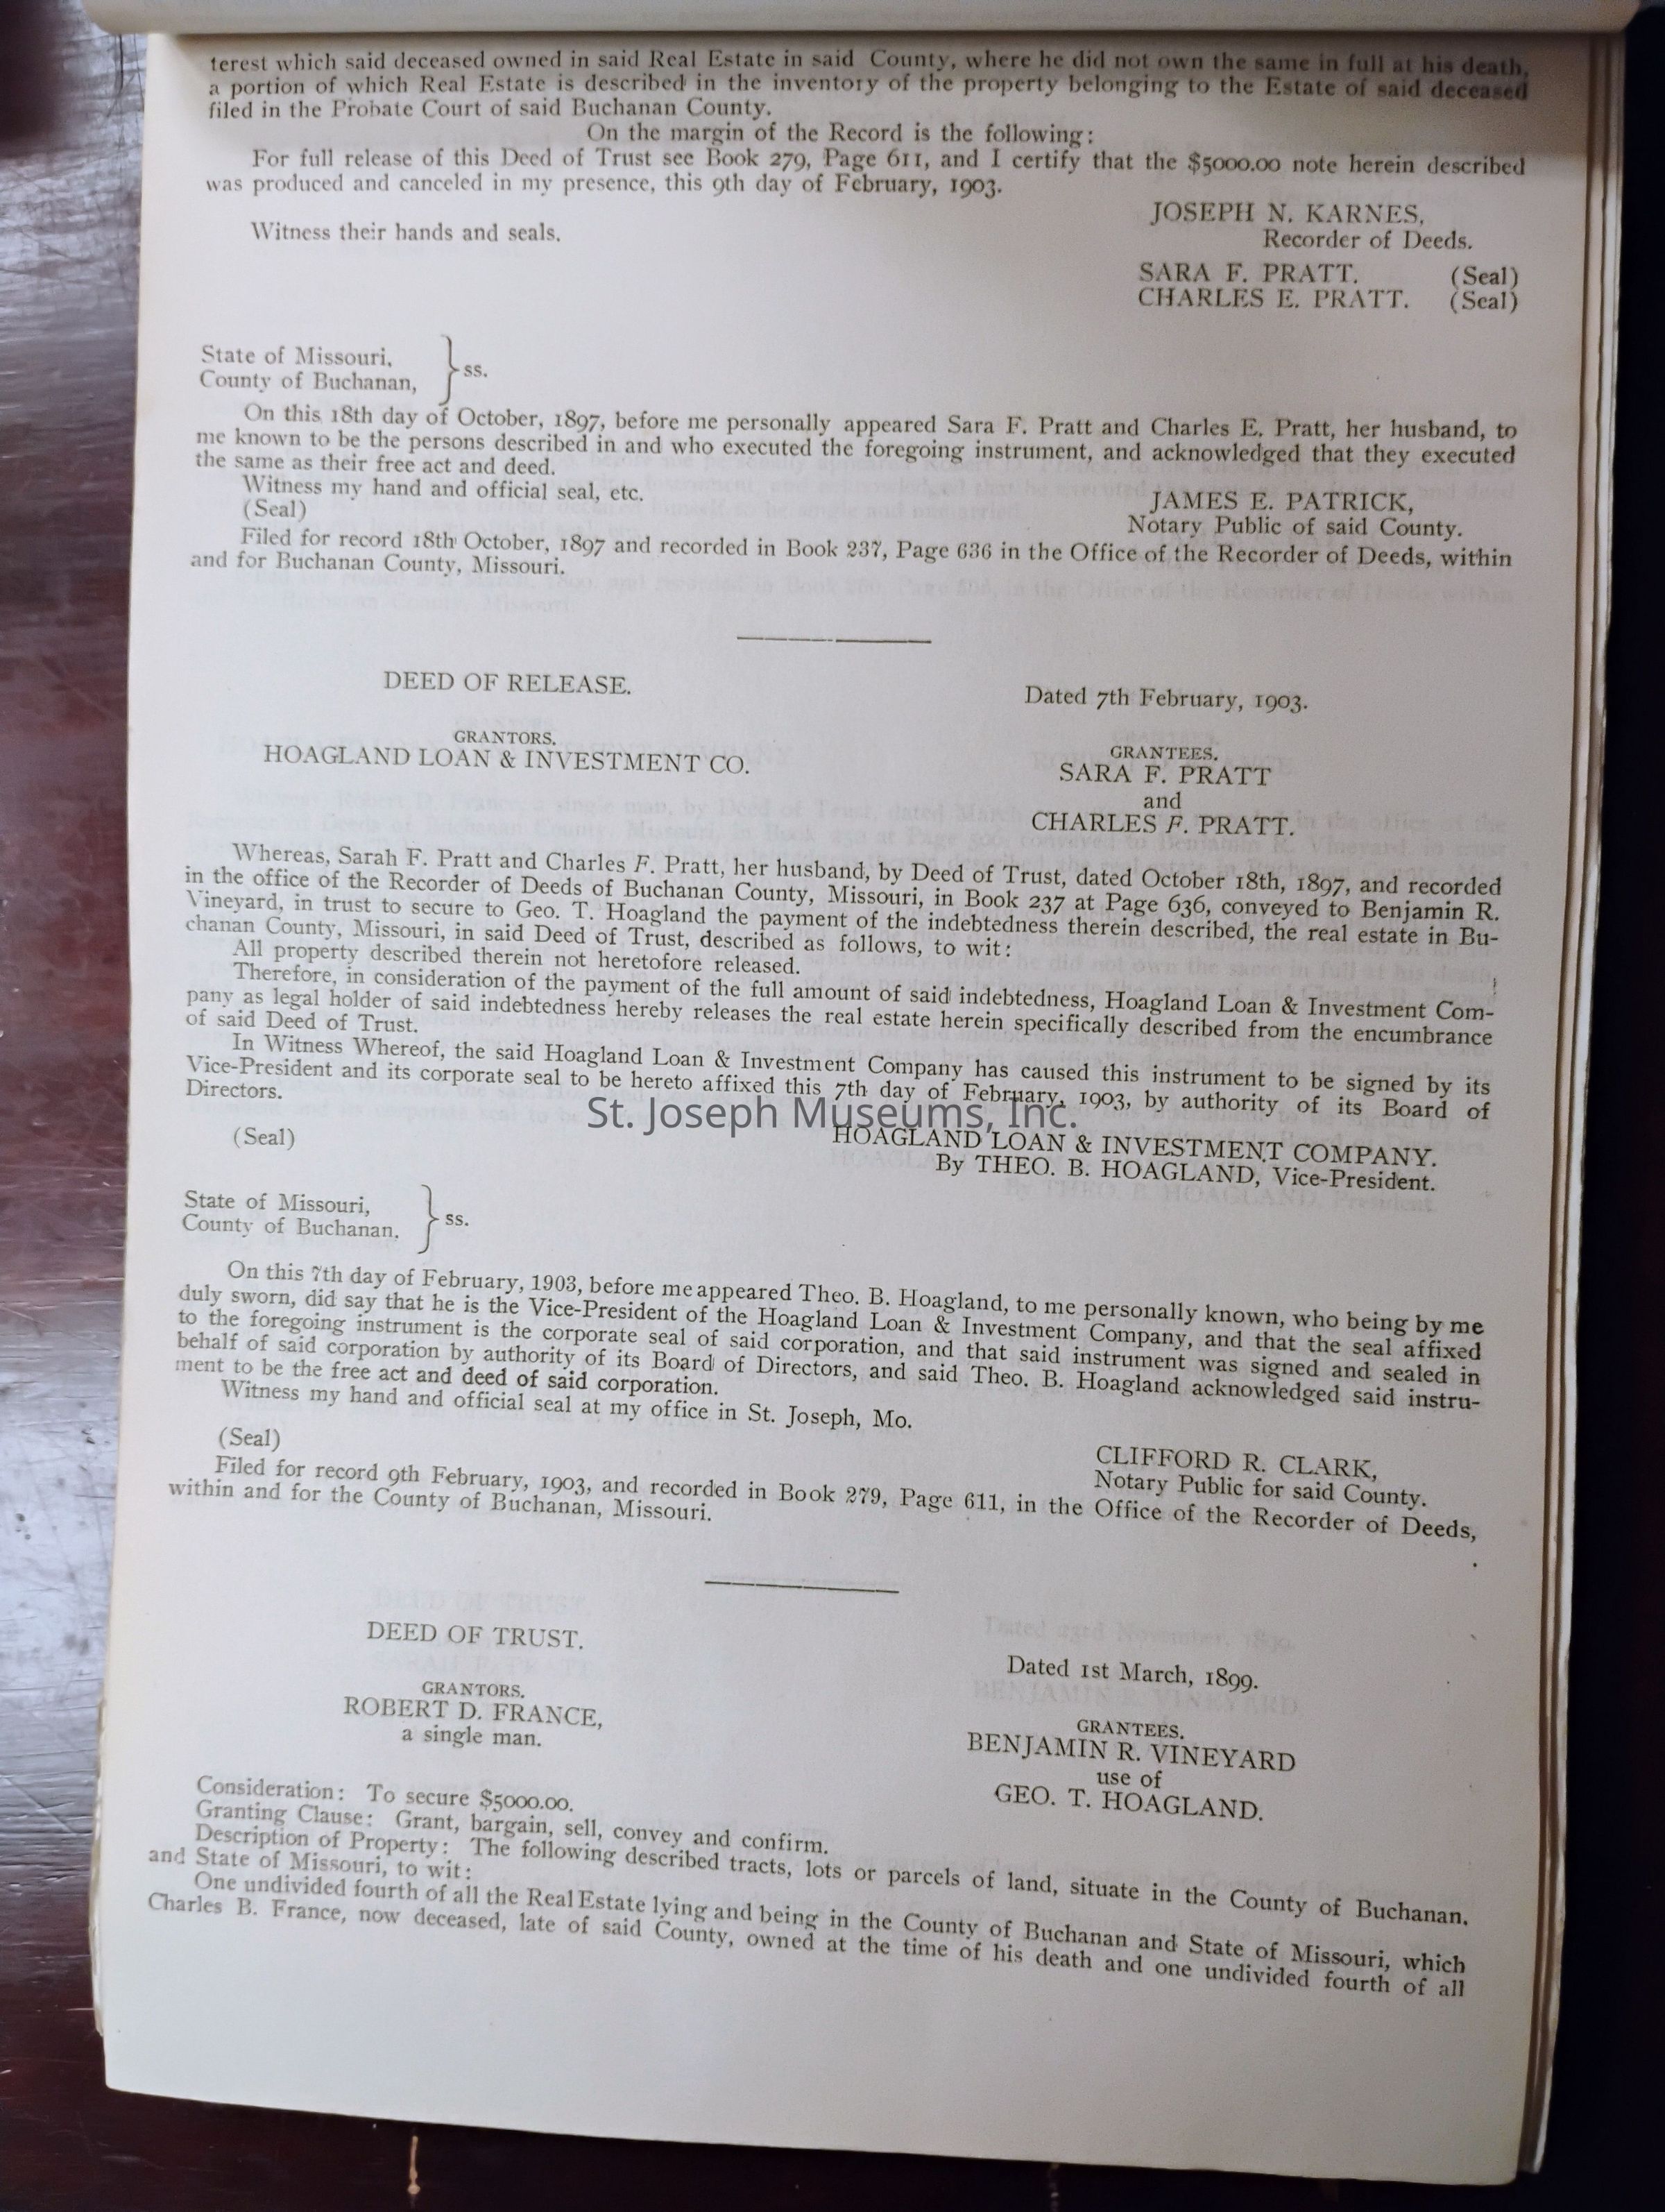 terest which said deceased owned in said Real Estate in said County, where he did not own the same in full at his death,
a portion of which Real Estate is described in the inventory of the property belonging to the Estate of said deceased
filed in the Probate Court of said Buchanan County.
On the margin of the Record is the following:
For full release of this Deed of Trust see Book 279, Page 611, and I certify that the $5000.00 note herein described
was produced and canceled in my presence, this 9th day of February, 1903.
JOSEPH N. KARNES,
Recorder of Deeds.
Witness their hands and seals.
SARA F. PRATT. (Seal)
CHARLES E. PRATT. (Seal)
State of Missouri,
County of Buchanan, } ss.
On this 18th day of October, 1897, before me personally appeared Sara F. Pratt and Charles E. Pratt, her husband, to
me known to be the persons described in and who executed the foregoing instrument, and acknowledged that they executed
the same as their free act and deed.
Witness my hand and official seal, etc.
(Seal)
JAMES E. PATRICK,
Notary Public of said County.
Filed for record 18th October, 1897 and recorded in Book 237, Page 636 in the Office of the Recorder of Deeds, within
and for Buchanan County, Missouri.
DEED OF RELEASE.
Dated 7th February, 1903.
GRANTORS.
HOAGLAND LOAN & INVESTMENT CO.
GRANTEES.
SARA F. PRATT
and
CHARLES F. PRATT.
Whereas, Sarah F. Pratt and Charles F. Pratt, her husband, by Deed of Trust, dated October 18th, 1897, and recorded
in the office of the Recorder of Deeds of Buchanan County, Missouri, in Book 237 at Page 636, conveyed to Benjamin R.
Vineyard, in trust to secure to Geo. T. Hoagland the payment of the indebtedness therein described, the real estate in Bu-
chanan County, Missouri, in said Deed of Trust, described as follows, to wit:
All property described therein not heretofore released.
Therefore, in consideration of the payment of the full amount of said indebtedness, Hoagland Loan & Investment Com-
pany as legal holder of said indebtedness hereby releases the real estate herein specifically described from the encumbrance
of said Deed of Trust.
In Witness Whereof, the said Hoagland Loan & Investment Company has caused this instrument to be signed by its
Vice-President and its corporate seal to be hereto affixed this 7th day of February, 1903, by authority of its Board of
Directors.
St. Joseph Museums, Inc.
(Seal)
HOAGLAND LOAN & INVESTMENT COMPANY.
By THEO. B. HOAGLAND, Vice-President.
State of Missouri,
County of Buchanan. } ss.
On this 7th day of February, 1903, before me appeared Theo. B. Hoagland, to me personally known, who being by me
duly sworn, did say that he is the Vice-President of the Hoagland Loan & Investment Company, and that the seal affixed
to the foregoing instrument is the corporate seal of said corporation, and that said instrument was signed and sealed in
behalf of said corporation by authority of its Board of Directors, and said Theo. B. Hoagland acknowledged said instru-
ment to be the free act and deed of said corporation.
Witness my hand and official seal at my office in St. Joseph, Mo.
(Seal)
CLIFFORD R. CLARK,
Notary Public for said County.
Filed for record 9th February, 1903, and recorded in Book 279, Page 611, in the Office of the Recorder of Deeds,
within and for the County of Buchanan, Missouri.
DEED OF TRUST.
Dated 1st March, 1899.
GRANTORS.
ROBERT D. FRANCE,
a single man.
GRANTEES.
BENJAMIN R. VINEYARD
use of
GEO. T. HOAGLAND.
Consideration: To secure $5000.00.
Granting Clause: Grant, bargain, sell, convey and confirm.
Description of Property: The following described tracts, lots or parcels of land, situate in the County of Buchanan.
and State of Missouri, to wit:
One undivided fourth of all the Real Estate lying and being in the County of Buchanan and State of Missouri, which
Charles B. France, now deceased, late of said County, owned at the time of his death and one undivided fourth of all